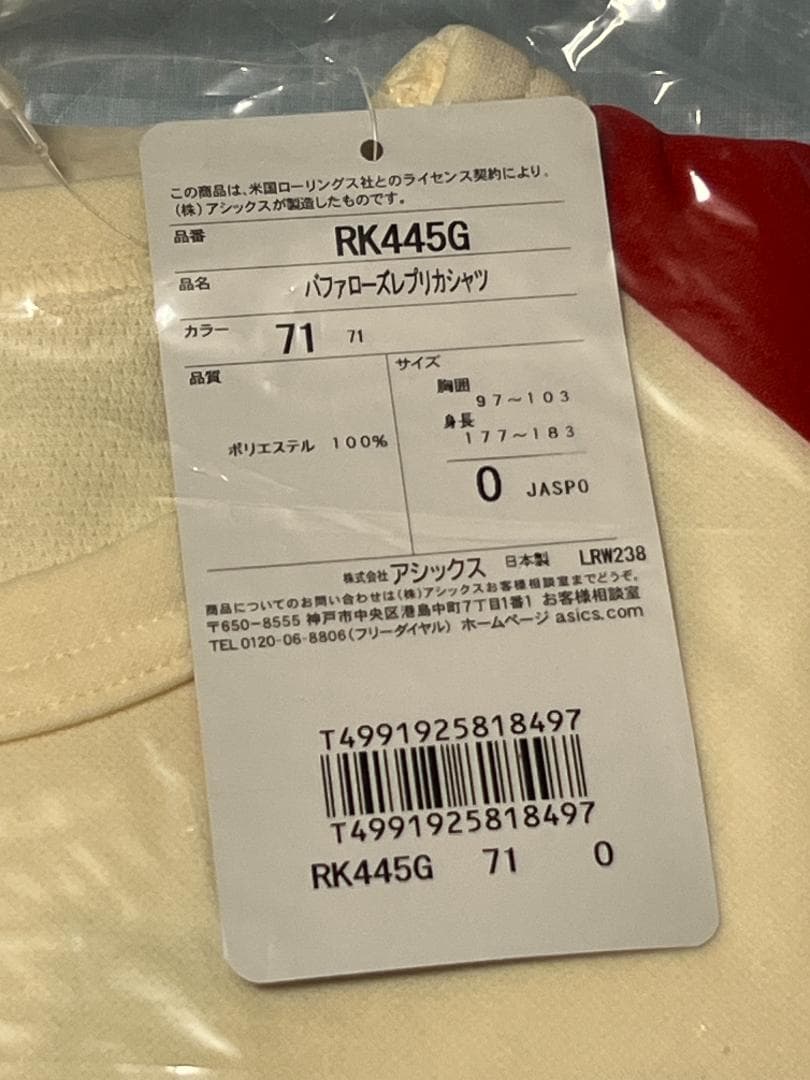 この商品は、米国ローリングス社とのライセンス契約により、
(株)アシックスが製造したものです。
品番 RK445G
品名 バファローズレプリカシャツ
カラー 71 71
品質 サイズ
胸囲
97~103
身長
177~183
ポリエステル 100%
0 JASPO
株式会社アシックス 日本製 LRW238
商品についてのお問い合わせは(株)アシックスお客様相談室までどうぞ。
〒650-8555 神戸市中央区港島中町7丁目1番1 お客様相談室
TEL 0120-06-8806(フリーダイヤル) ホームページ asics.com
T4991925818497
T4991925818497
RK445G 71 0